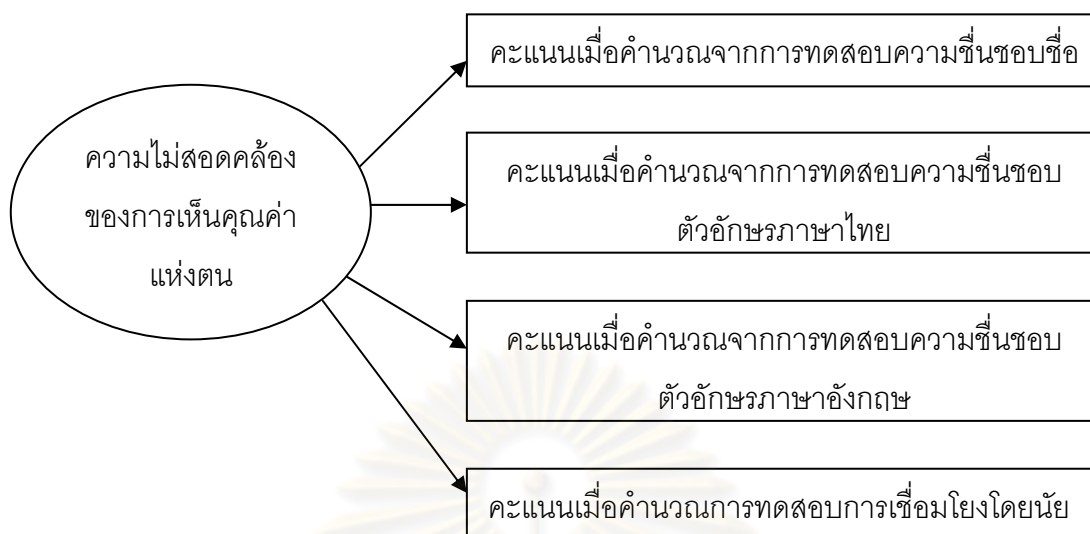 คะแนนเมื่อคำนวณจากการทดสอบความชื่นชอบชื่อ
ความไม่สอดคล้อง
ของการเห็นคุณค่า
แห่งตน
คะแนนเมื่อคำนวณจากการทดสอบความชื่นชอบ
ตัวอักษรภาษาไทย
คะแนนเมื่อคำนวณจากการทดสอบความชื่นชอบ
ตัวอักษรภาษาอังกฤษ
คะแนนเมื่อคำนวณการทดสอบการเชื่อมโยงโดยนัย